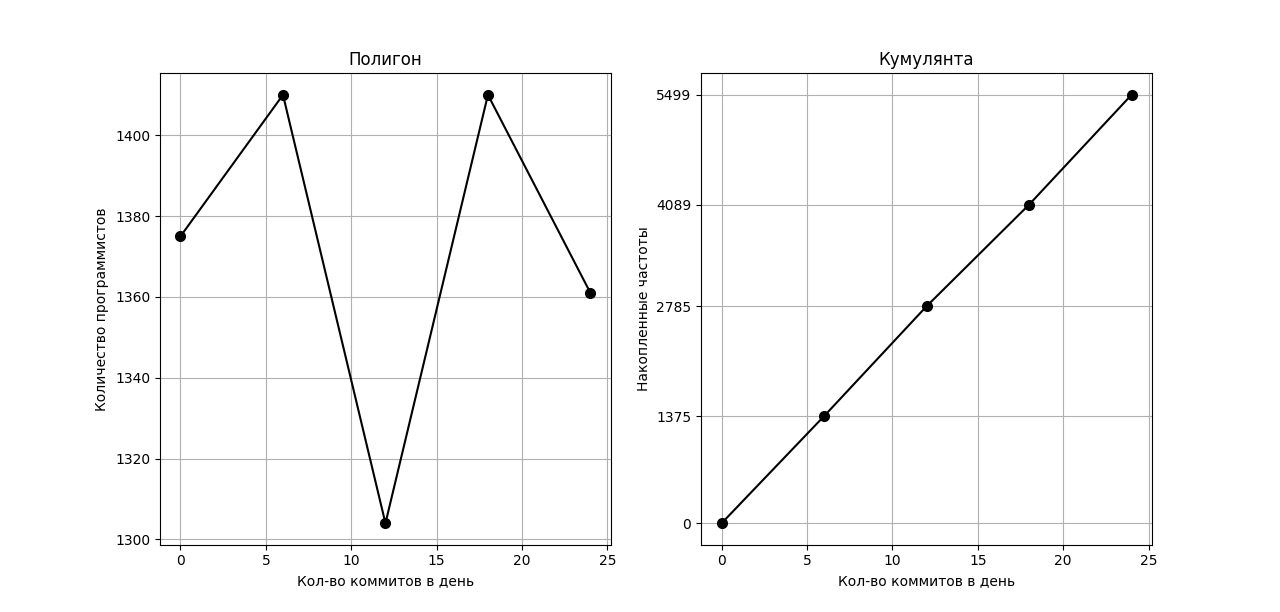 Полигон
Количество программистов
1400
1380
1360
1340
1320
1300
0 5 10 15 20 25
Кол-во коммитов в день
Кумулянта
Накопленные частоты
5499
4089
2785
1375
0
0 5 10 15 20 25
Кол-во коммитов в день